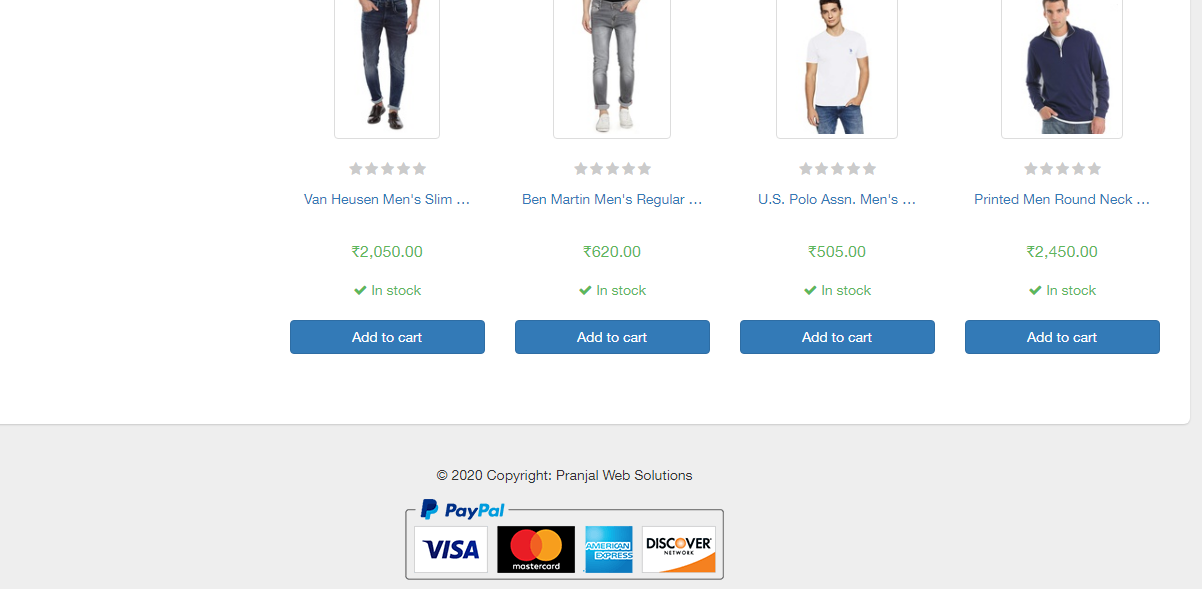 Van Heusen Men's Slim ...
Ben Martin Men's Regular ...
U.S. Polo Assn. Men's ...
Printed Men Round Neck ...
₹2,050.00
₹620.00
₹505.00
₹2,450.00
In stock
In stock
In stock
In stock
Add to cart
Add to cart
Add to cart
Add to cart
© 2020 Copyright: Pranjal Web Solutions
PayPal
VISA
mastercard
AMERICAN EXPRESS
DISCOVER
NETWORK